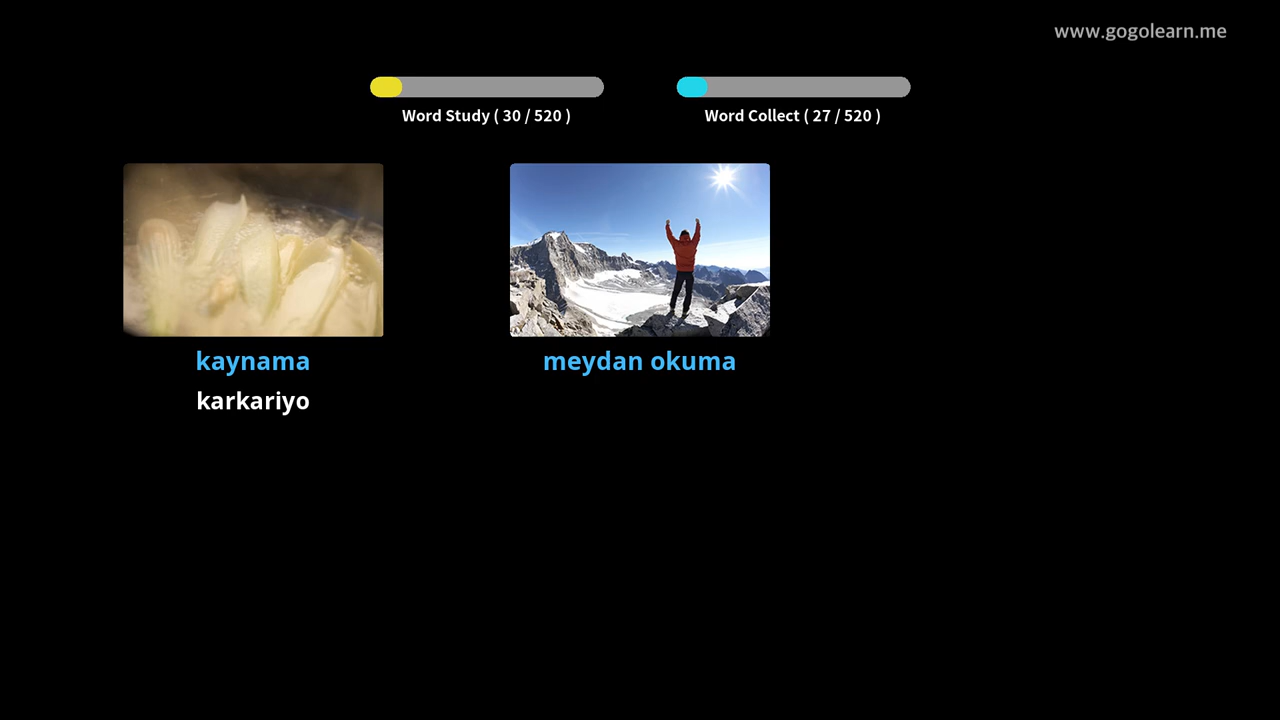 www.gogolearn.me
Word Study ( 30 / 520 )
Word Collect ( 27 / 520 )
kaynama
karkariyo
meydan okuma